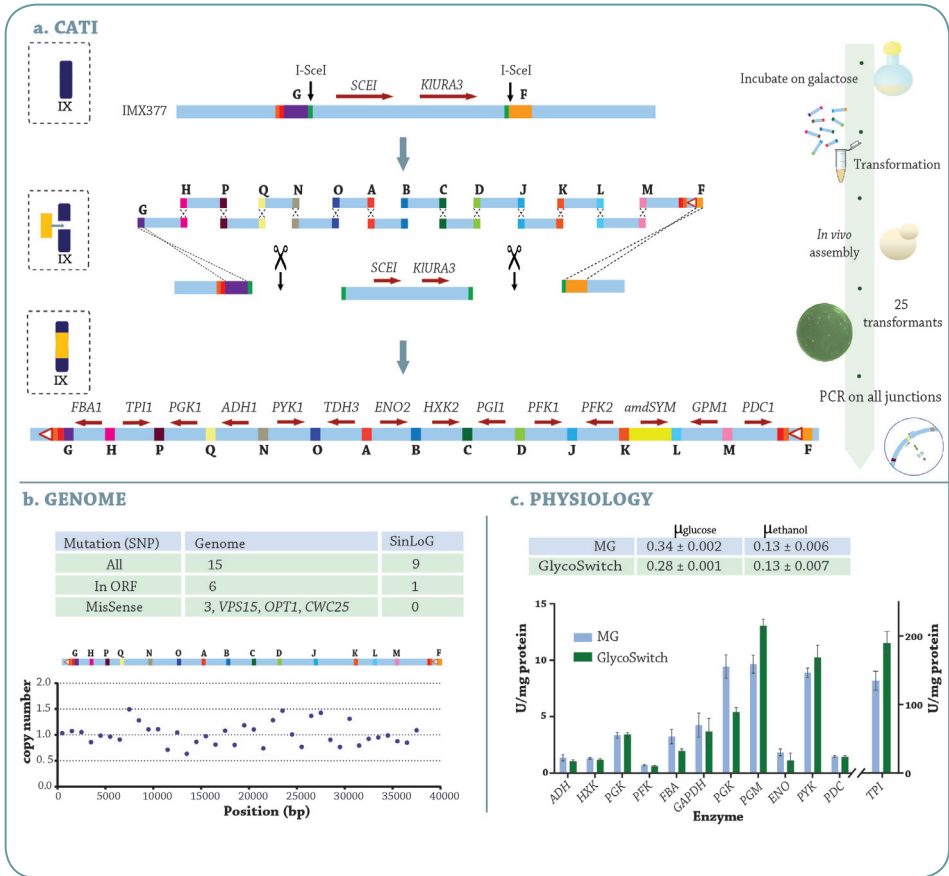 a. CATI
IX
I-SceI SCEI KlURA3 I-SceI
G F
IMX377
H P Q N O A B C D J K L M F
G
IX
SCEI KlURA3
IX
FBA1 TPI1 PGK1 ADH1 PYK1 TDH3 ENO2 HXK2 PGI1 PFK1 PFK2 amdSYM GPM1 PDC1
G H P Q N O A B C D J K L M F
Incubate on galactose
Transformation
In vivo
assembly
25
transformants
PCR on all junctions
b. GENOME
Mutation (SNP) Genome SinLoG
All 15 9
In ORF 6 1
MisSense 3, VPS15, OPT1, CWC25 0
G H P Q N O A B C D J K L M F
copy number
2.0
1.5
1.0
0.5
0.0
0 5000 10000 15000 20000 25000 30000 35000 40000
Position (bp)
c. PHYSIOLOGY
μglucose μethanol
MG 0.34 ± 0.002 0.13 ± 0.006
GlycoSwitch 0.28 ± 0.001 0.13 ± 0.007
U/mg protein
15
10
5
0
MG
GlycoSwitch
200
100
0
U/mg protein
ADH HXK PGK PFK FBA GAPDH PGK PGM ENO PYK PDC TPI
Enzyme